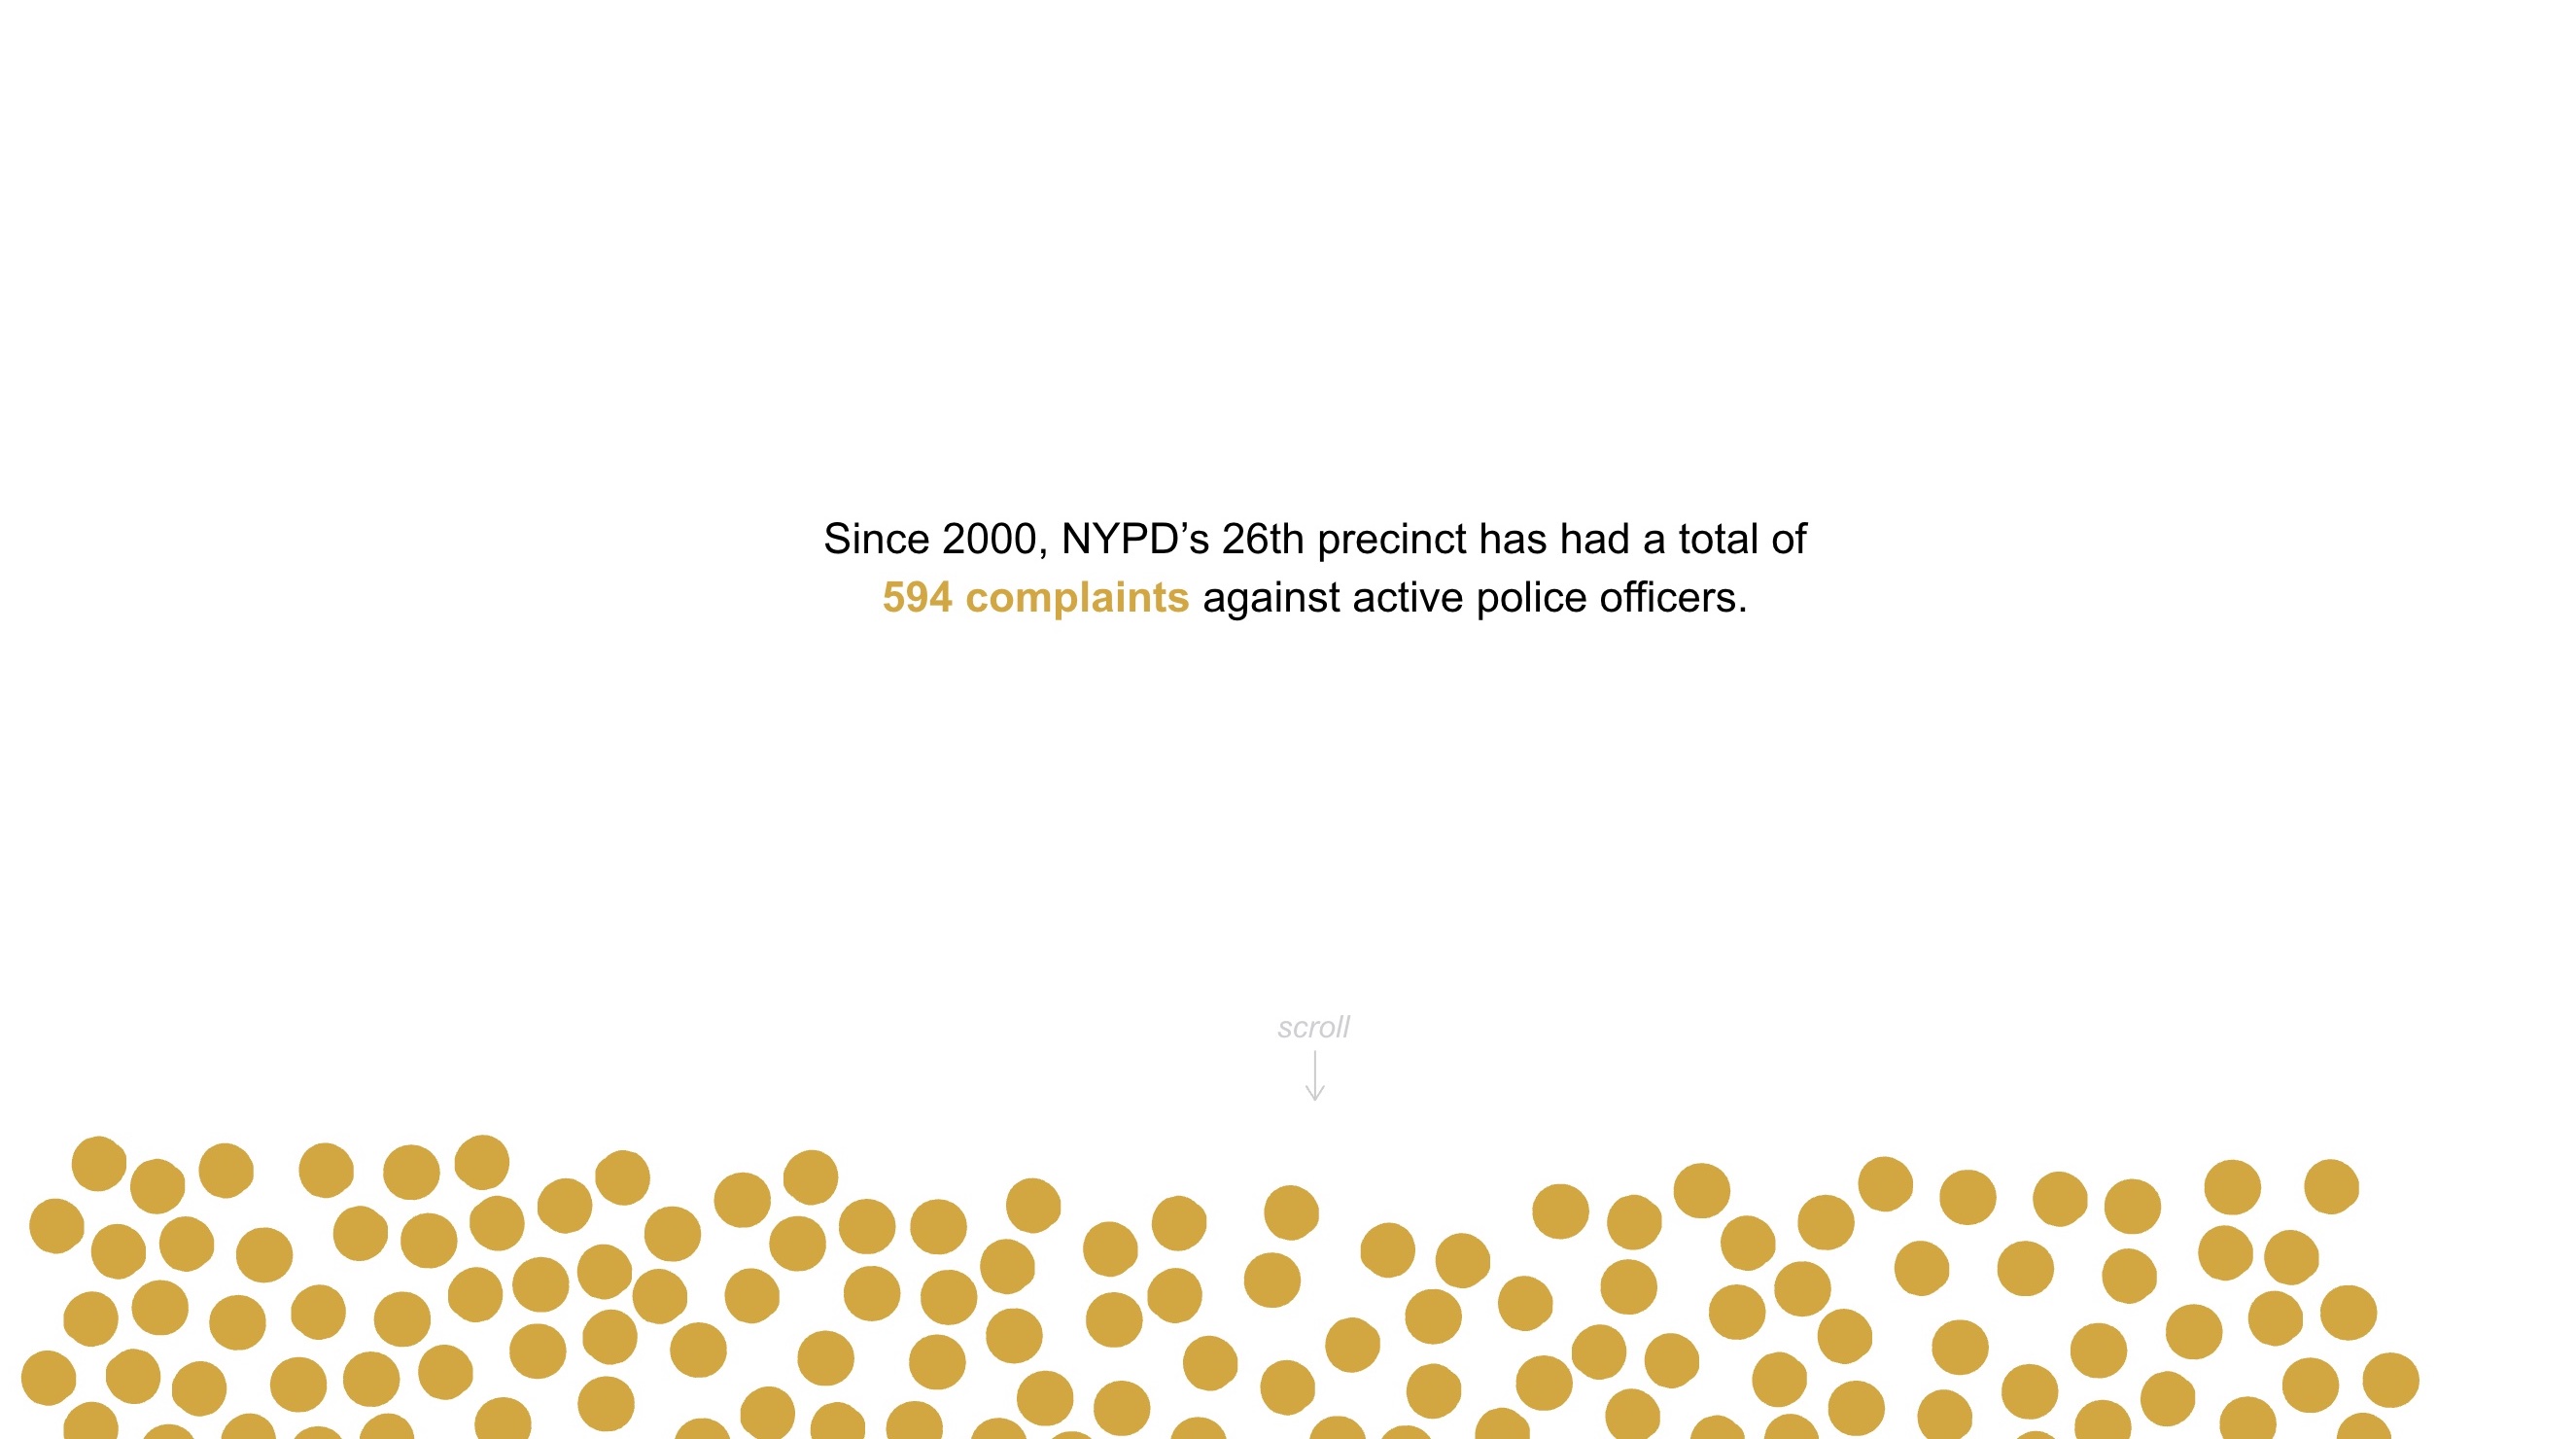 Since 2000, NYPD’s 26th precinct has had a total of
594 complaints against active police officers.
scroll